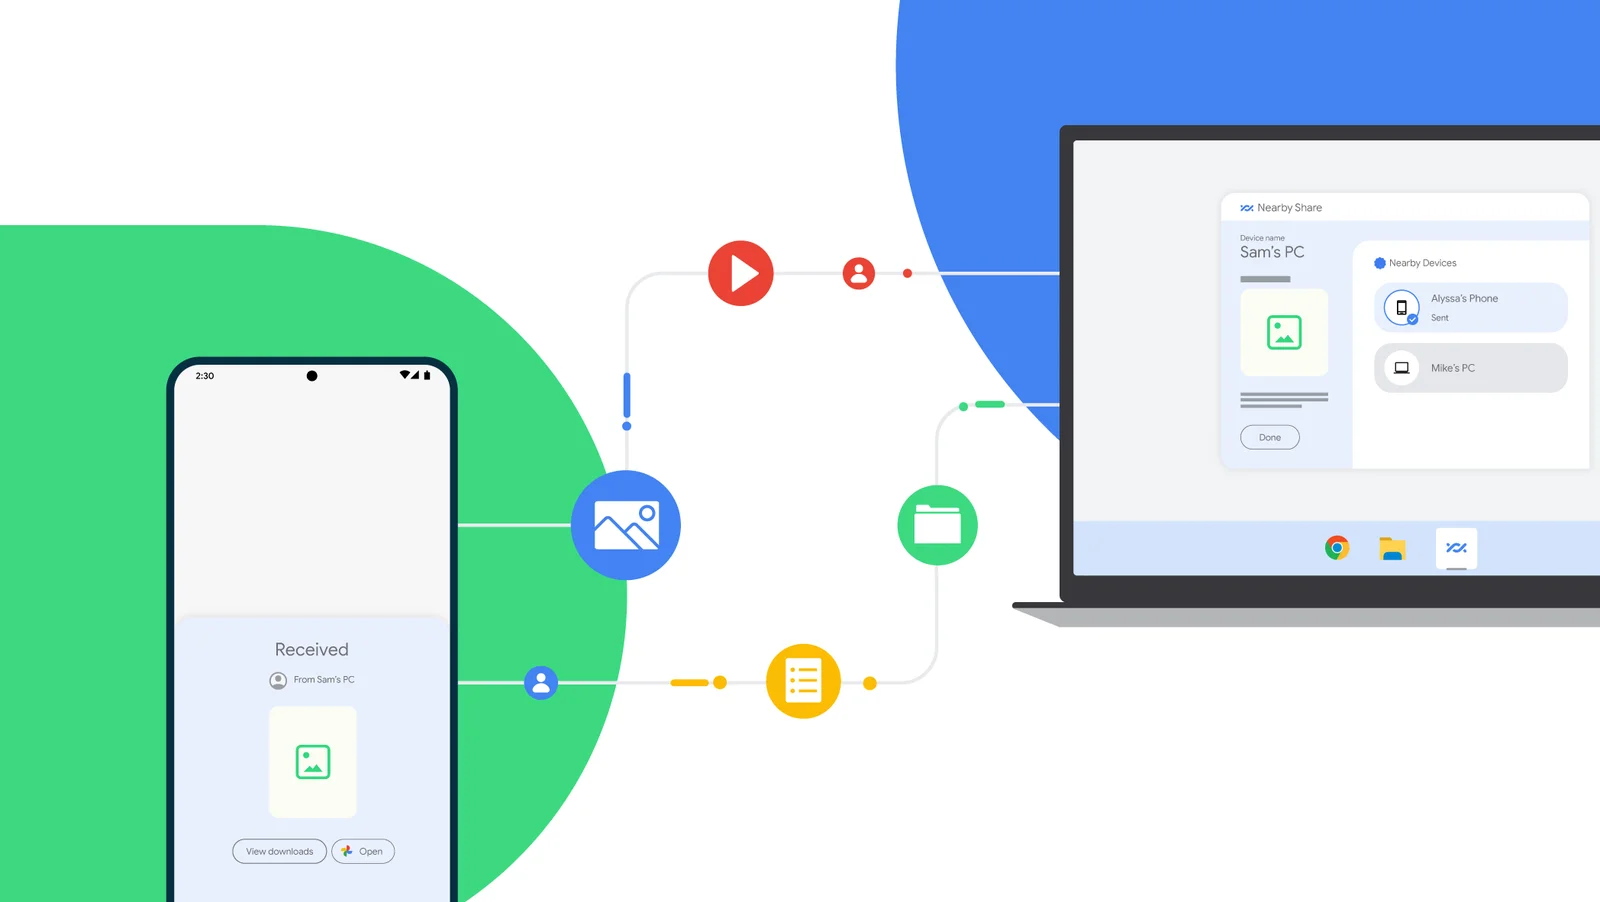 2:30
Received
From Sam's PC
View downloads
Open
Nearby Share
Device name
Sam's PC
Done
Nearby Devices
Alyssa's Phone
Sent
Mike's PC